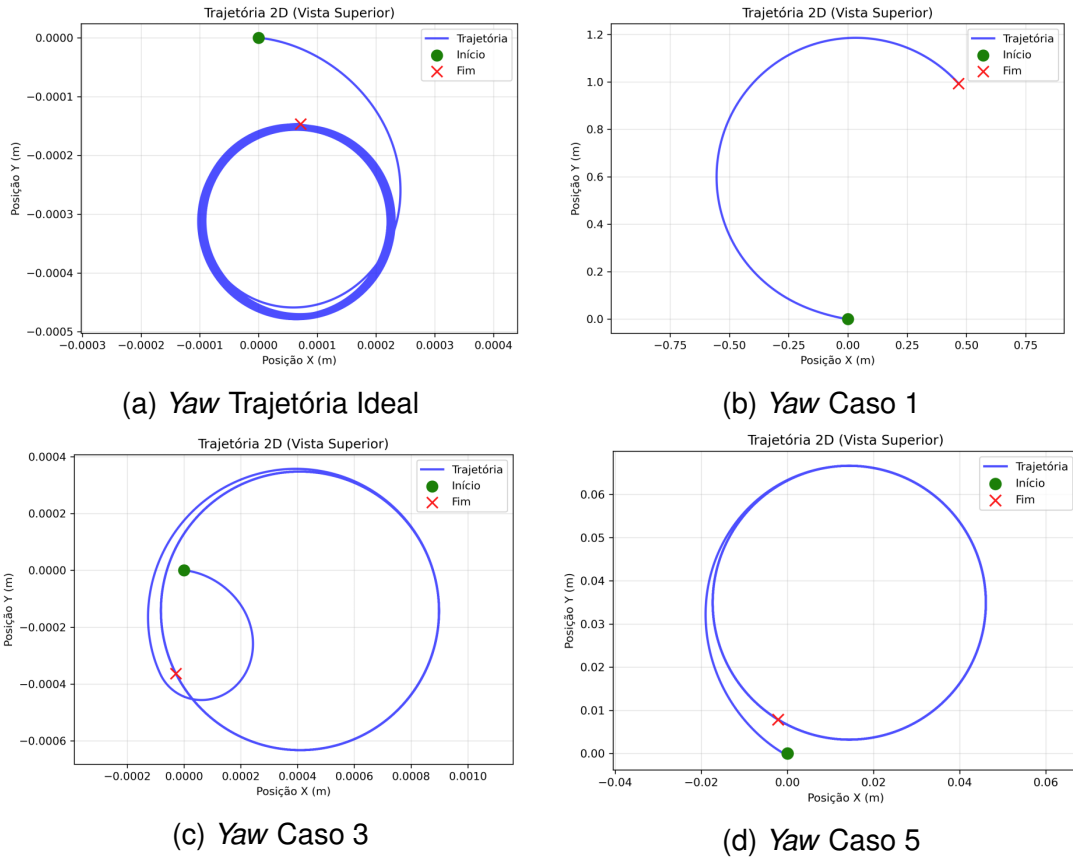 Trajetória 2D (Vista Superior)
0.0000
−0.0001
−0.0002
−0.0003
−0.0004
−0.0005
Posição Y (m)
Trajetória
Início
Fim
−0.0003 −0.0002 −0.0001 0.0000 0.0001 0.0002 0.0003 0.0004
Posição X (m)
(a) Yaw Trajetória Ideal
Trajetória 2D (Vista Superior)
1.2
1.0
0.8
0.6
0.4
0.2
0.0
Posição Y (m)
Trajetória
Início
Fim
−0.75 −0.50 −0.25 0.00 0.25 0.50 0.75
Posição X (m)
(b) Yaw Caso 1
Trajetória 2D (Vista Superior)
0.0004
0.0002
0.0000
−0.0002
−0.0004
−0.0006
Posição Y (m)
Trajetória
Início
Fim
−0.0002 0.0000 0.0002 0.0004 0.0006 0.0008 0.0010
Posição X (m)
(c) Yaw Caso 3
Trajetória 2D (Vista Superior)
0.06
0.05
0.04
0.03
0.02
0.01
0.00
Posição Y (m)
Trajetória
Início
Fim
−0.04 −0.02 0.00 0.02 0.04 0.06
Posição X (m)
(d) Yaw Caso 5